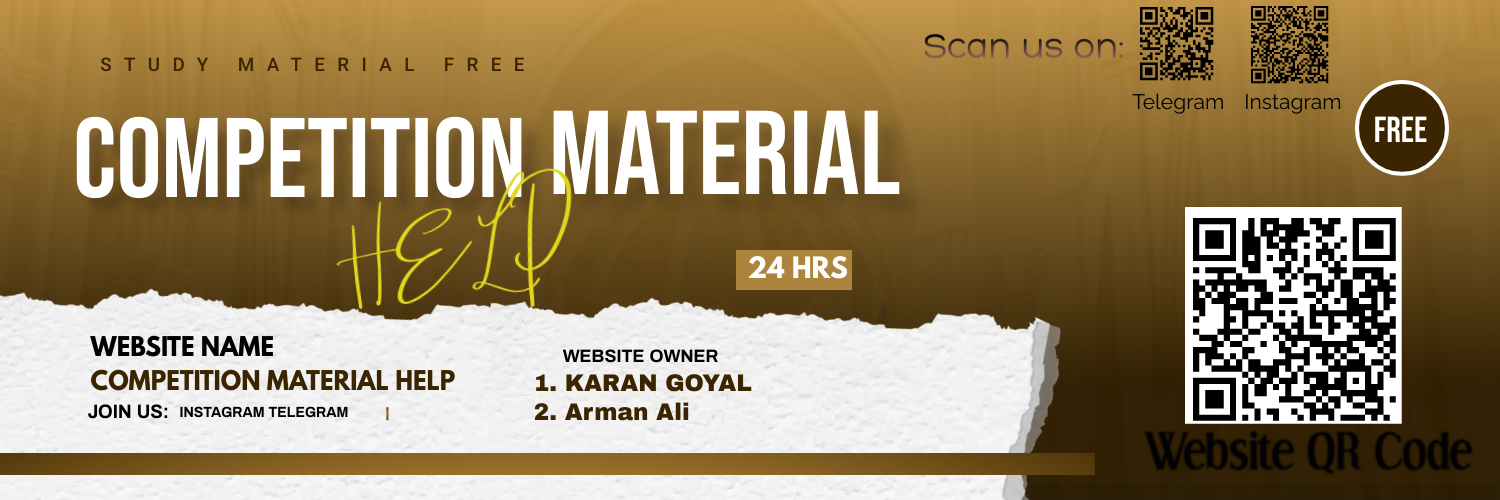 STUDY MATERIAL FREE
Scan us on:
Telegram Instagram
FREE
COMPETITION MATERIAL
HELP
24 HRS
WEBSITE NAME
COMPETITION MATERIAL HELP
JOIN US: INSTAGRAM TELEGRAM |
WEBSITE OWNER
1. KARAN GOYAL
2. Arman Ali
Website QR Code